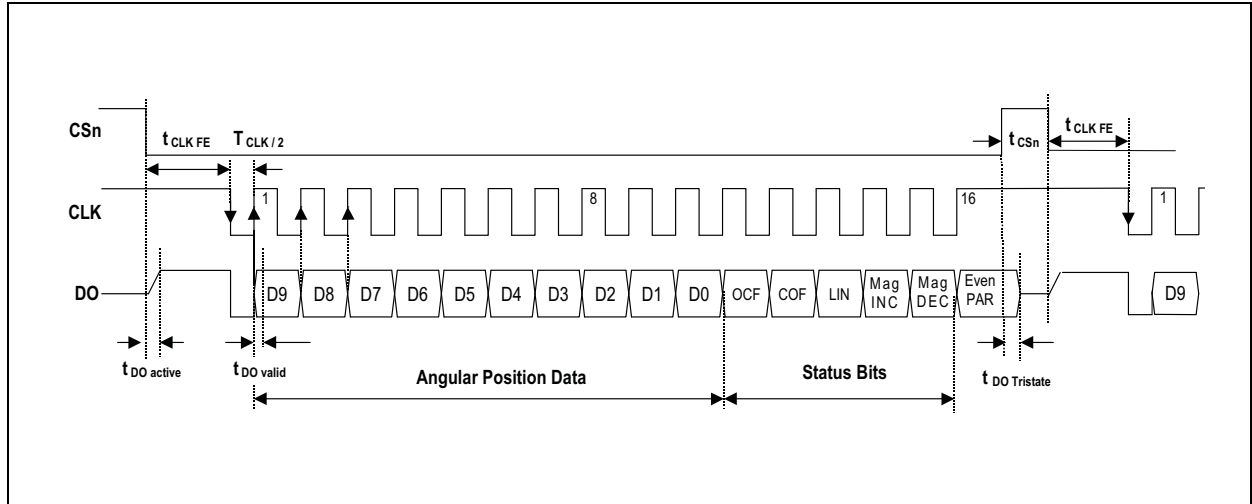 CSn
t CLK FE
T CLK / 2
t CSn
t CLK FE
CLK
1
8
16
1
DO
D9
D8
D7
D6
D5
D4
D3
D2
D1
D0
OCF
COF
LIN
Mag
INC
Mag
DEC
Even
PAR
D9
t DO active
t DO valid
Angular Position Data
Status Bits
t DO Tristate